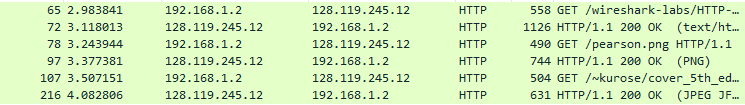 65 2.983841 192.168.1.2 128.119.245.12 HTTP 558 GET /wireshark-labs/HTTP-…
72 3.118013 128.119.245.12 192.168.1.2 HTTP 1126 HTTP/1.1 200 OK (text/ht…
78 3.243944 192.168.1.2 128.119.245.12 HTTP 490 GET /pearson.png HTTP/1.1
97 3.377381 128.119.245.12 192.168.1.2 HTTP 744 HTTP/1.1 200 OK (PNG)
107 3.507151 192.168.1.2 128.119.245.12 HTTP 504 GET /~kurose/cover_5th_ed…
216 4.082806 128.119.245.12 192.168.1.2 HTTP 631 HTTP/1.1 200 OK (JPEG JF…